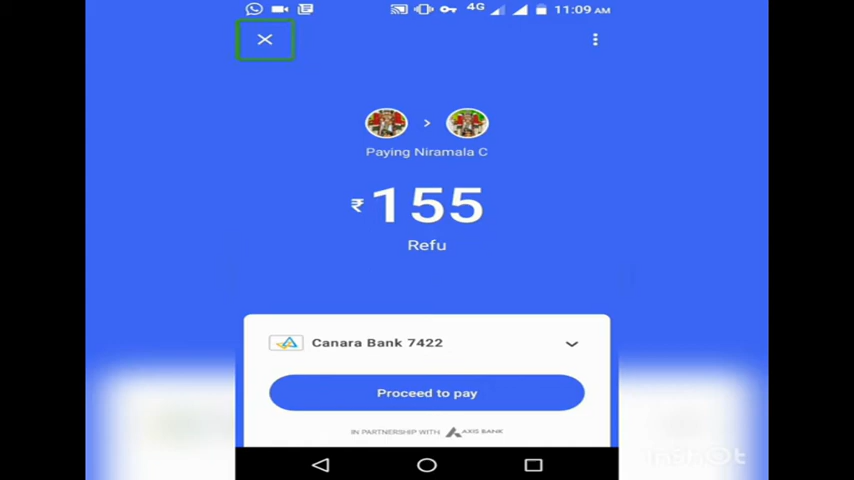 4G 11:09 AM
Paying Niramala C
₹155
Refu
Canara Bank 7422
Proceed to pay
IN PARTNERSHIP WITH AXIS BANK
InShOt